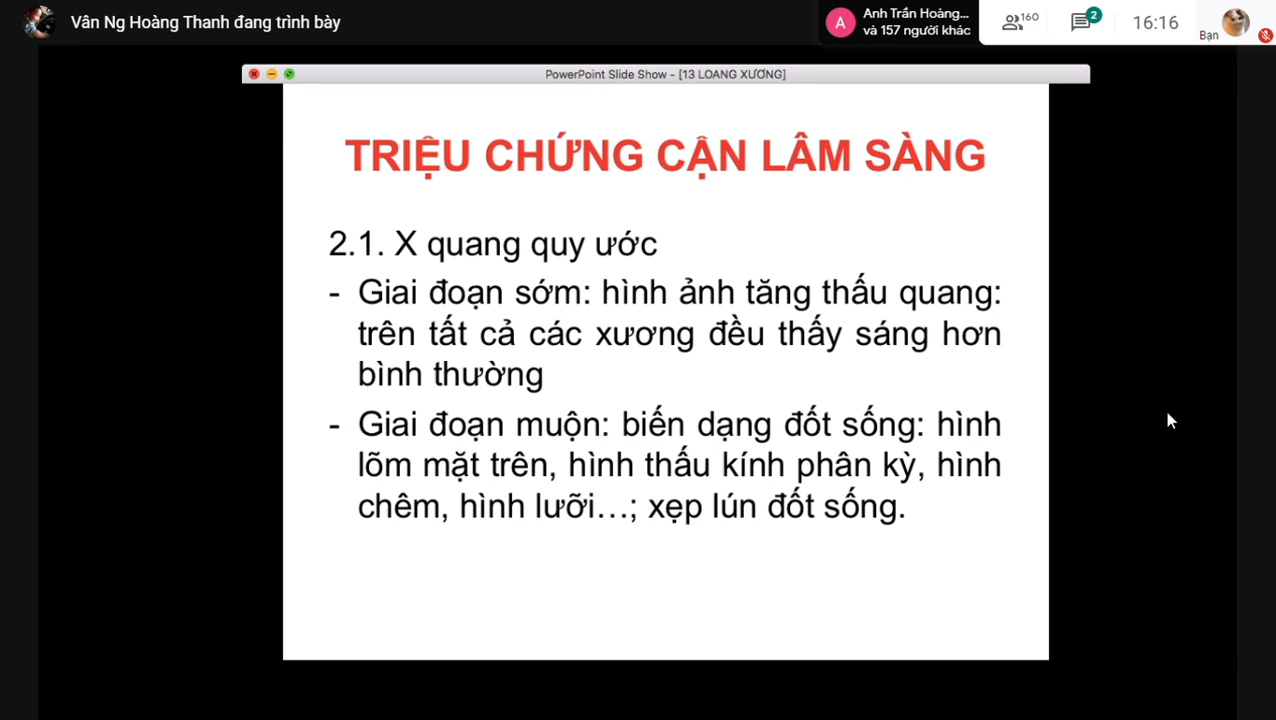 Vân Ng Hoàng Thanh đang trình bày
A
Anh Trần Hoàng...
và 157 người khác
160
2
16:16
Bạn
PowerPoint Slide Show - [13 LOANG XƯƠNG]
TRIỆU CHỨNG CẬN LÂM SÀNG
2.1. X quang quy ước
- Giai đoạn sớm: hình ảnh tăng thấu quang:
trên tất cả các xương đều thấy sáng hơn
bình thường
- Giai đoạn muộn: biến dạng đốt sống: hình
lõm mặt trên, hình thấu kính phân kỳ, hình
chêm, hình lưỡi...; xẹp lún đốt sống.